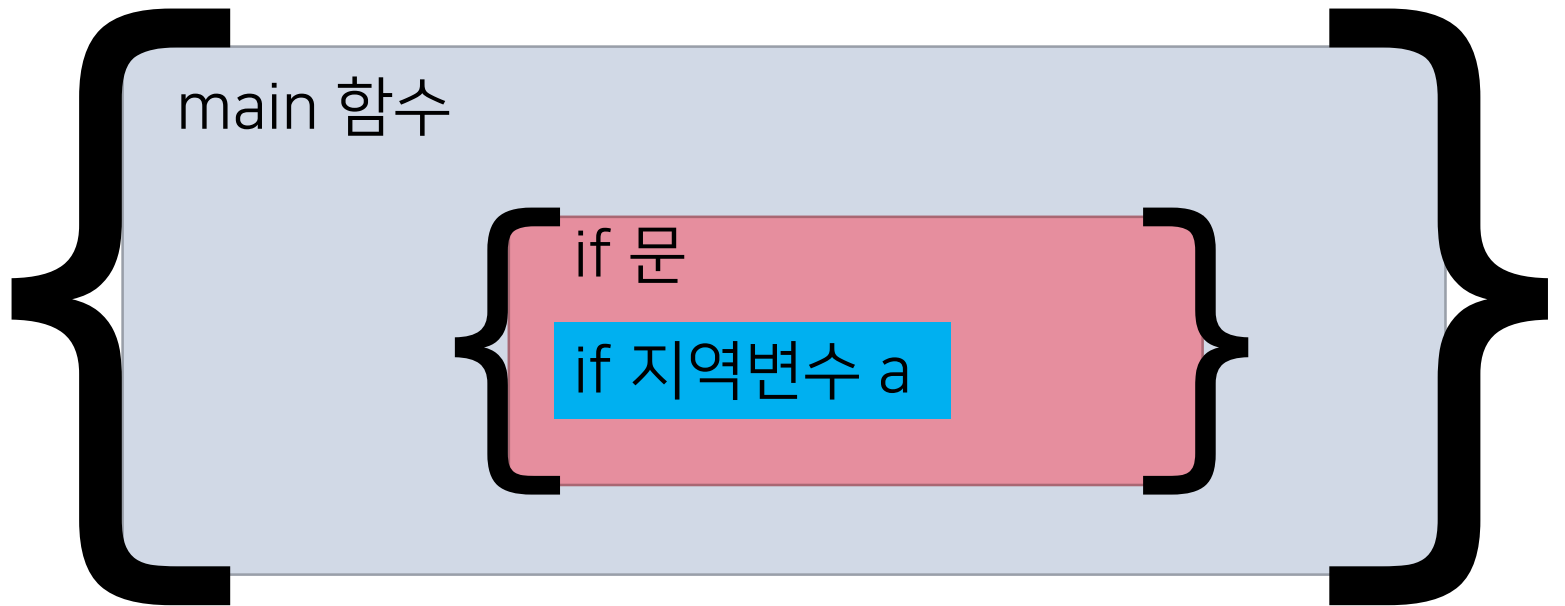 main 함수
if 문
if 지역변수 a